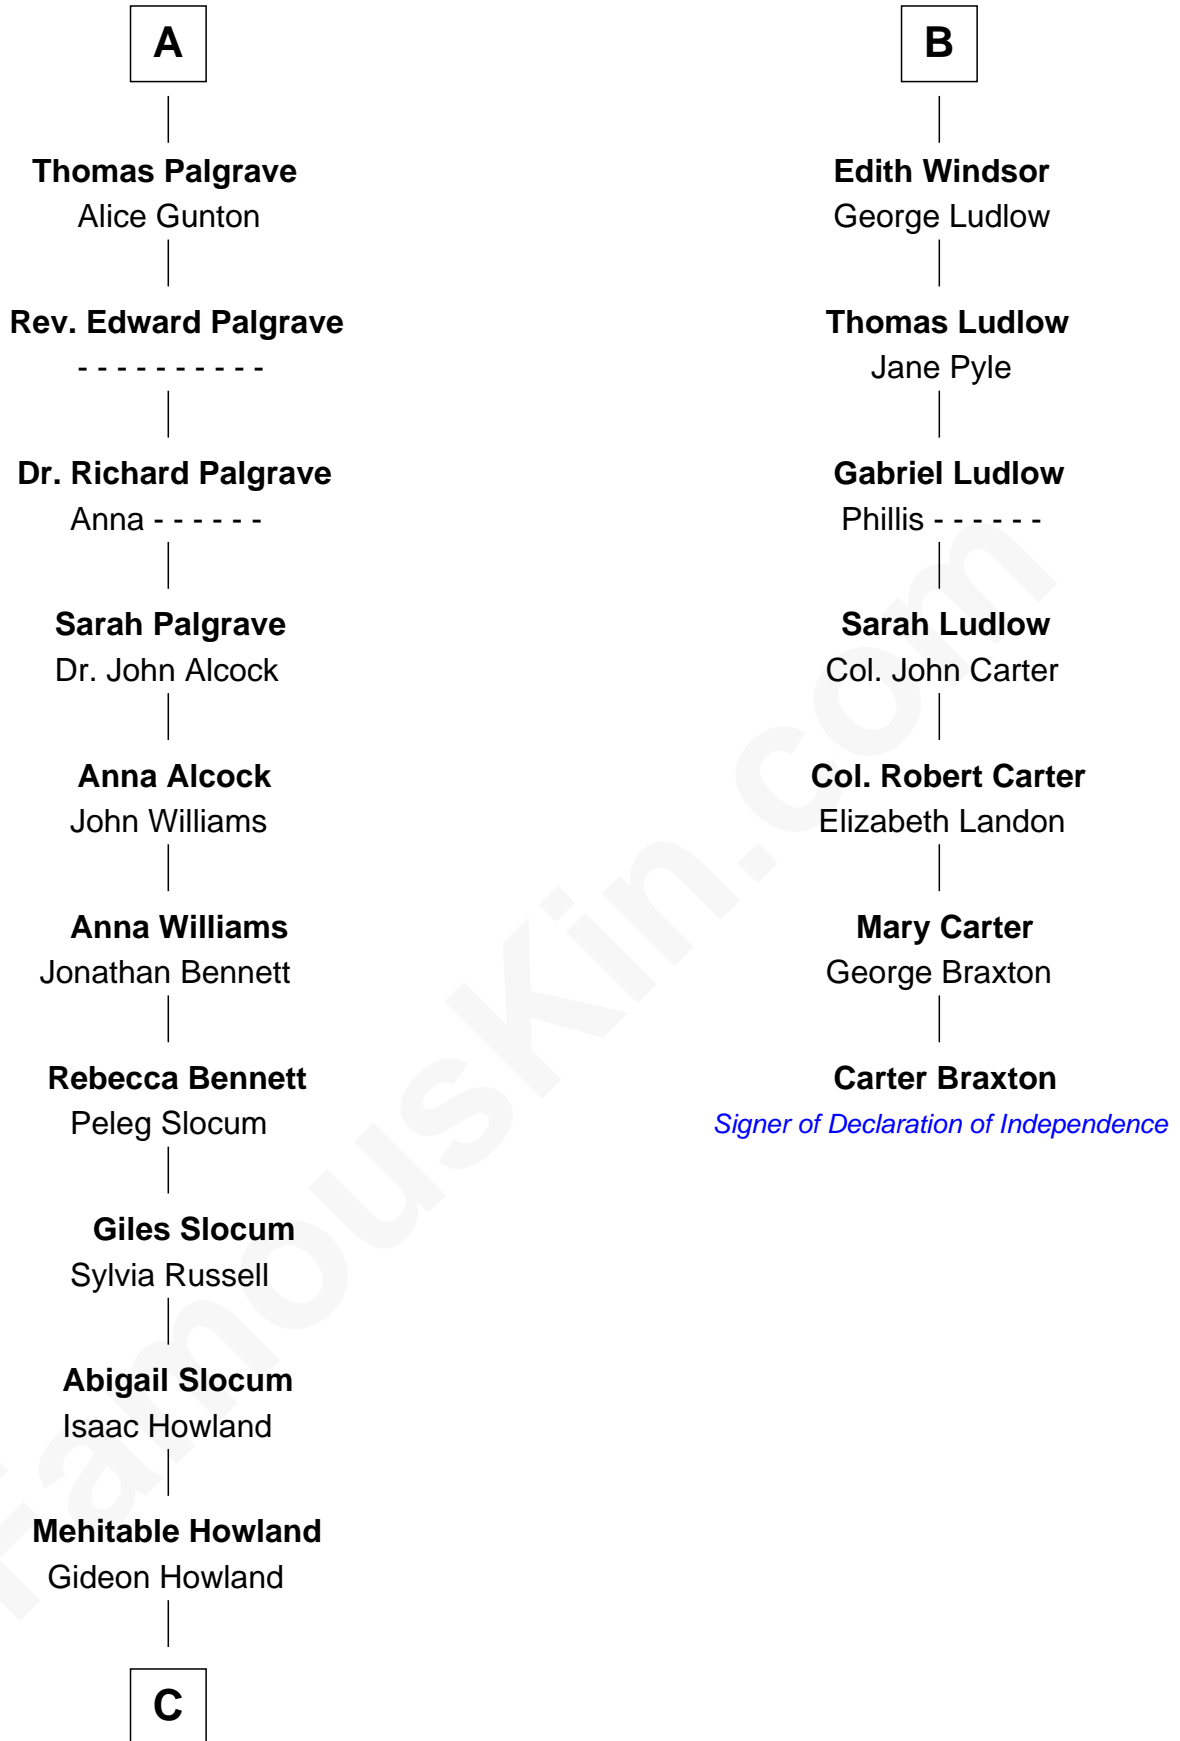 A
Thomas Palgrave
Alice Gunton
Rev. Edward Palgrave
- - - - - - - - - -
Dr. Richard Palgrave
Anna - - - - - -
Sarah Palgrave
Dr. John Alcock
Anna Alcock
John Williams
Anna Williams
Jonathan Bennett
Rebecca Bennett
Peleg Slocum
Giles Slocum
Sylvia Russell
Abigail Slocum
Isaac Howland
Mehitable Howland
Gideon Howland
C
B
Edith Windsor
George Ludlow
Thomas Ludlow
Jane Pyle
Gabriel Ludlow
Phillis - - - - - -
Sarah Ludlow
Col. John Carter
Col. Robert Carter
Elizabeth Landon
Mary Carter
George Braxton
Carter Braxton
Signer of Declaration of Independence
FamousKin.com